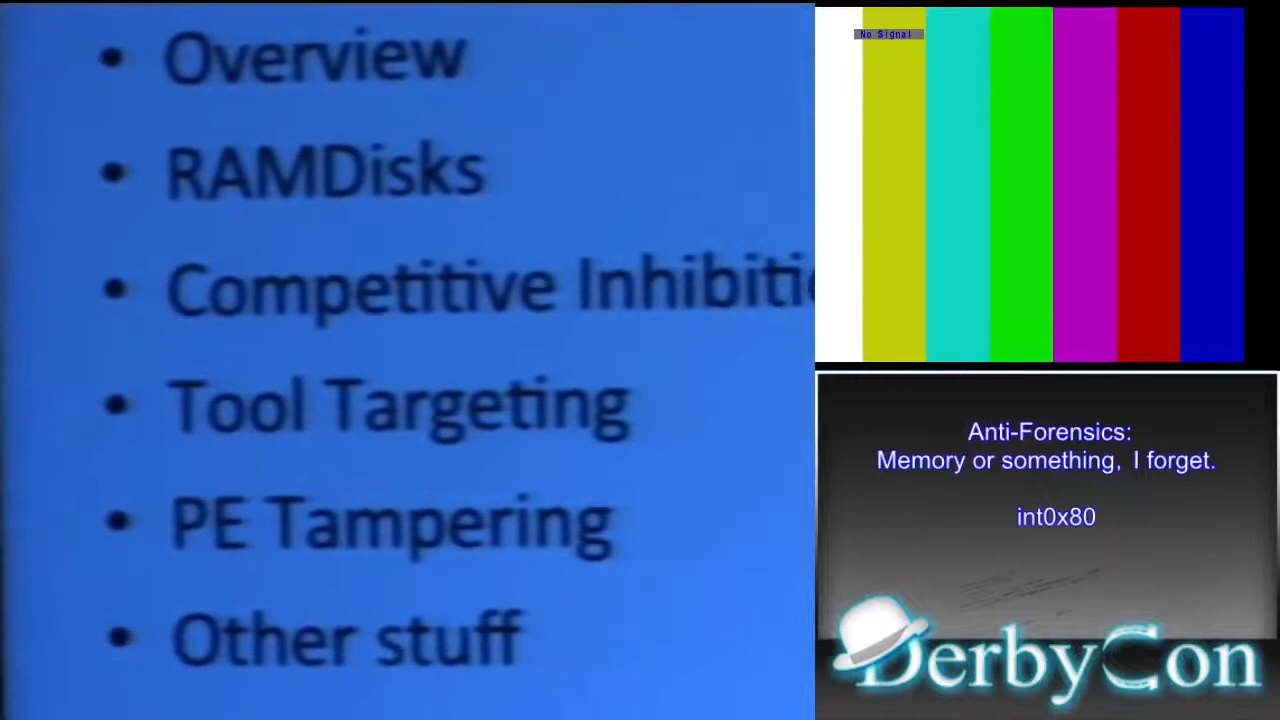 • Overview
• RAMDisks
• Competitive Inhibiti
• Tool Targeting
• PE Tampering
• Other stuff
No Signal
Anti-Forensics:
Memory or something, I forget.
int0x80
DerbyCon